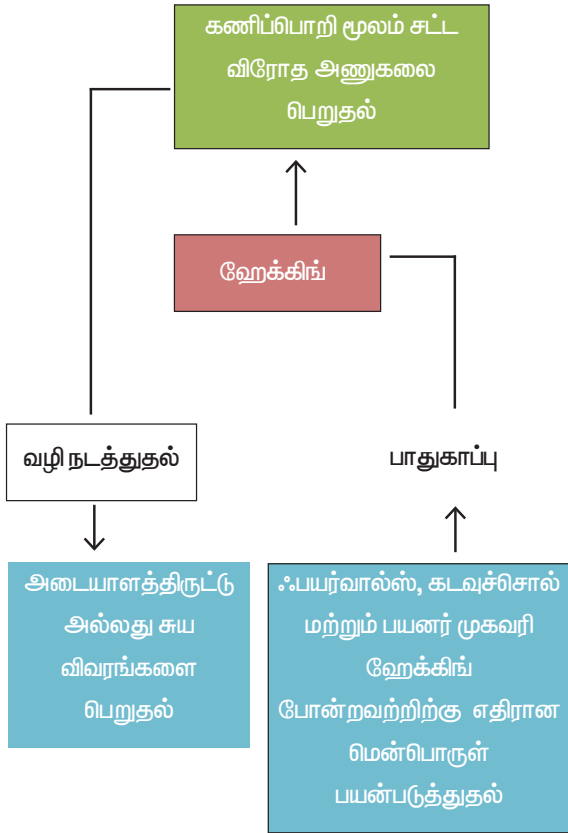 கணிப்பொறி மூலம் சட்ட
விரோத அணுகலை
பெறுதல்
ஹேக்கிங்
வழி நடத்துதல்
பாதுகாப்பு
அடையாளத்திருட்டு
அல்லது சுய
விவரங்களை
பெறுதல்
ஃபயர்வால்ஸ், கடவுச்சொல்
மற்றும் பயனர் முகவரி
ஹேக்கிங்
போன்றவற்றிற்கு எதிரான
மென்பொருள்
பயன்படுத்துதல்